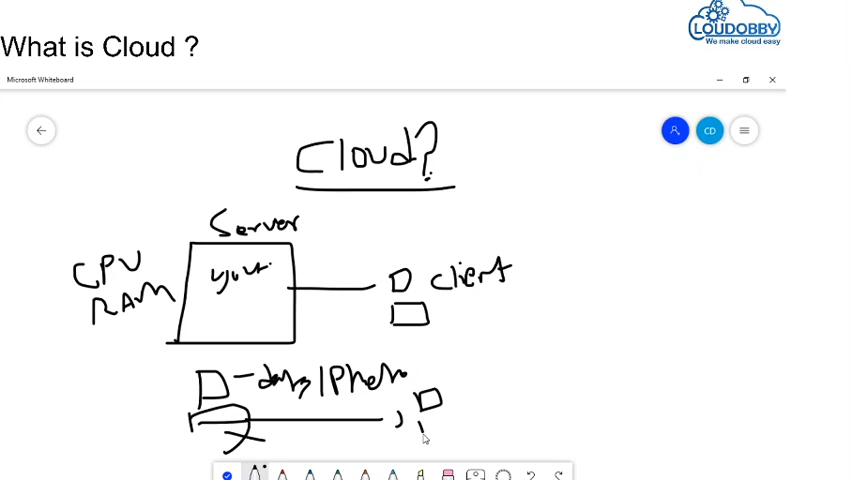 LOUDOBBY
We make cloud easy
What is Cloud ?
Microsoft Whiteboard
CD
Cloud?
Server
CPU
RAM
Client